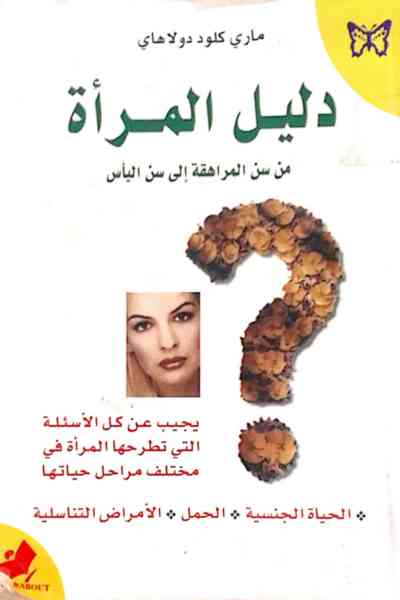 ماري كلود دولاهاي
دليل المرأة
من سن المراهقة إلى سن اليأس
?
يجيب عن كل الأسئلة
التي تطرحها المرأة في
مختلف مراحل حياتها
* الحياة الجنسية * الحمل * الأمراض التناسلية